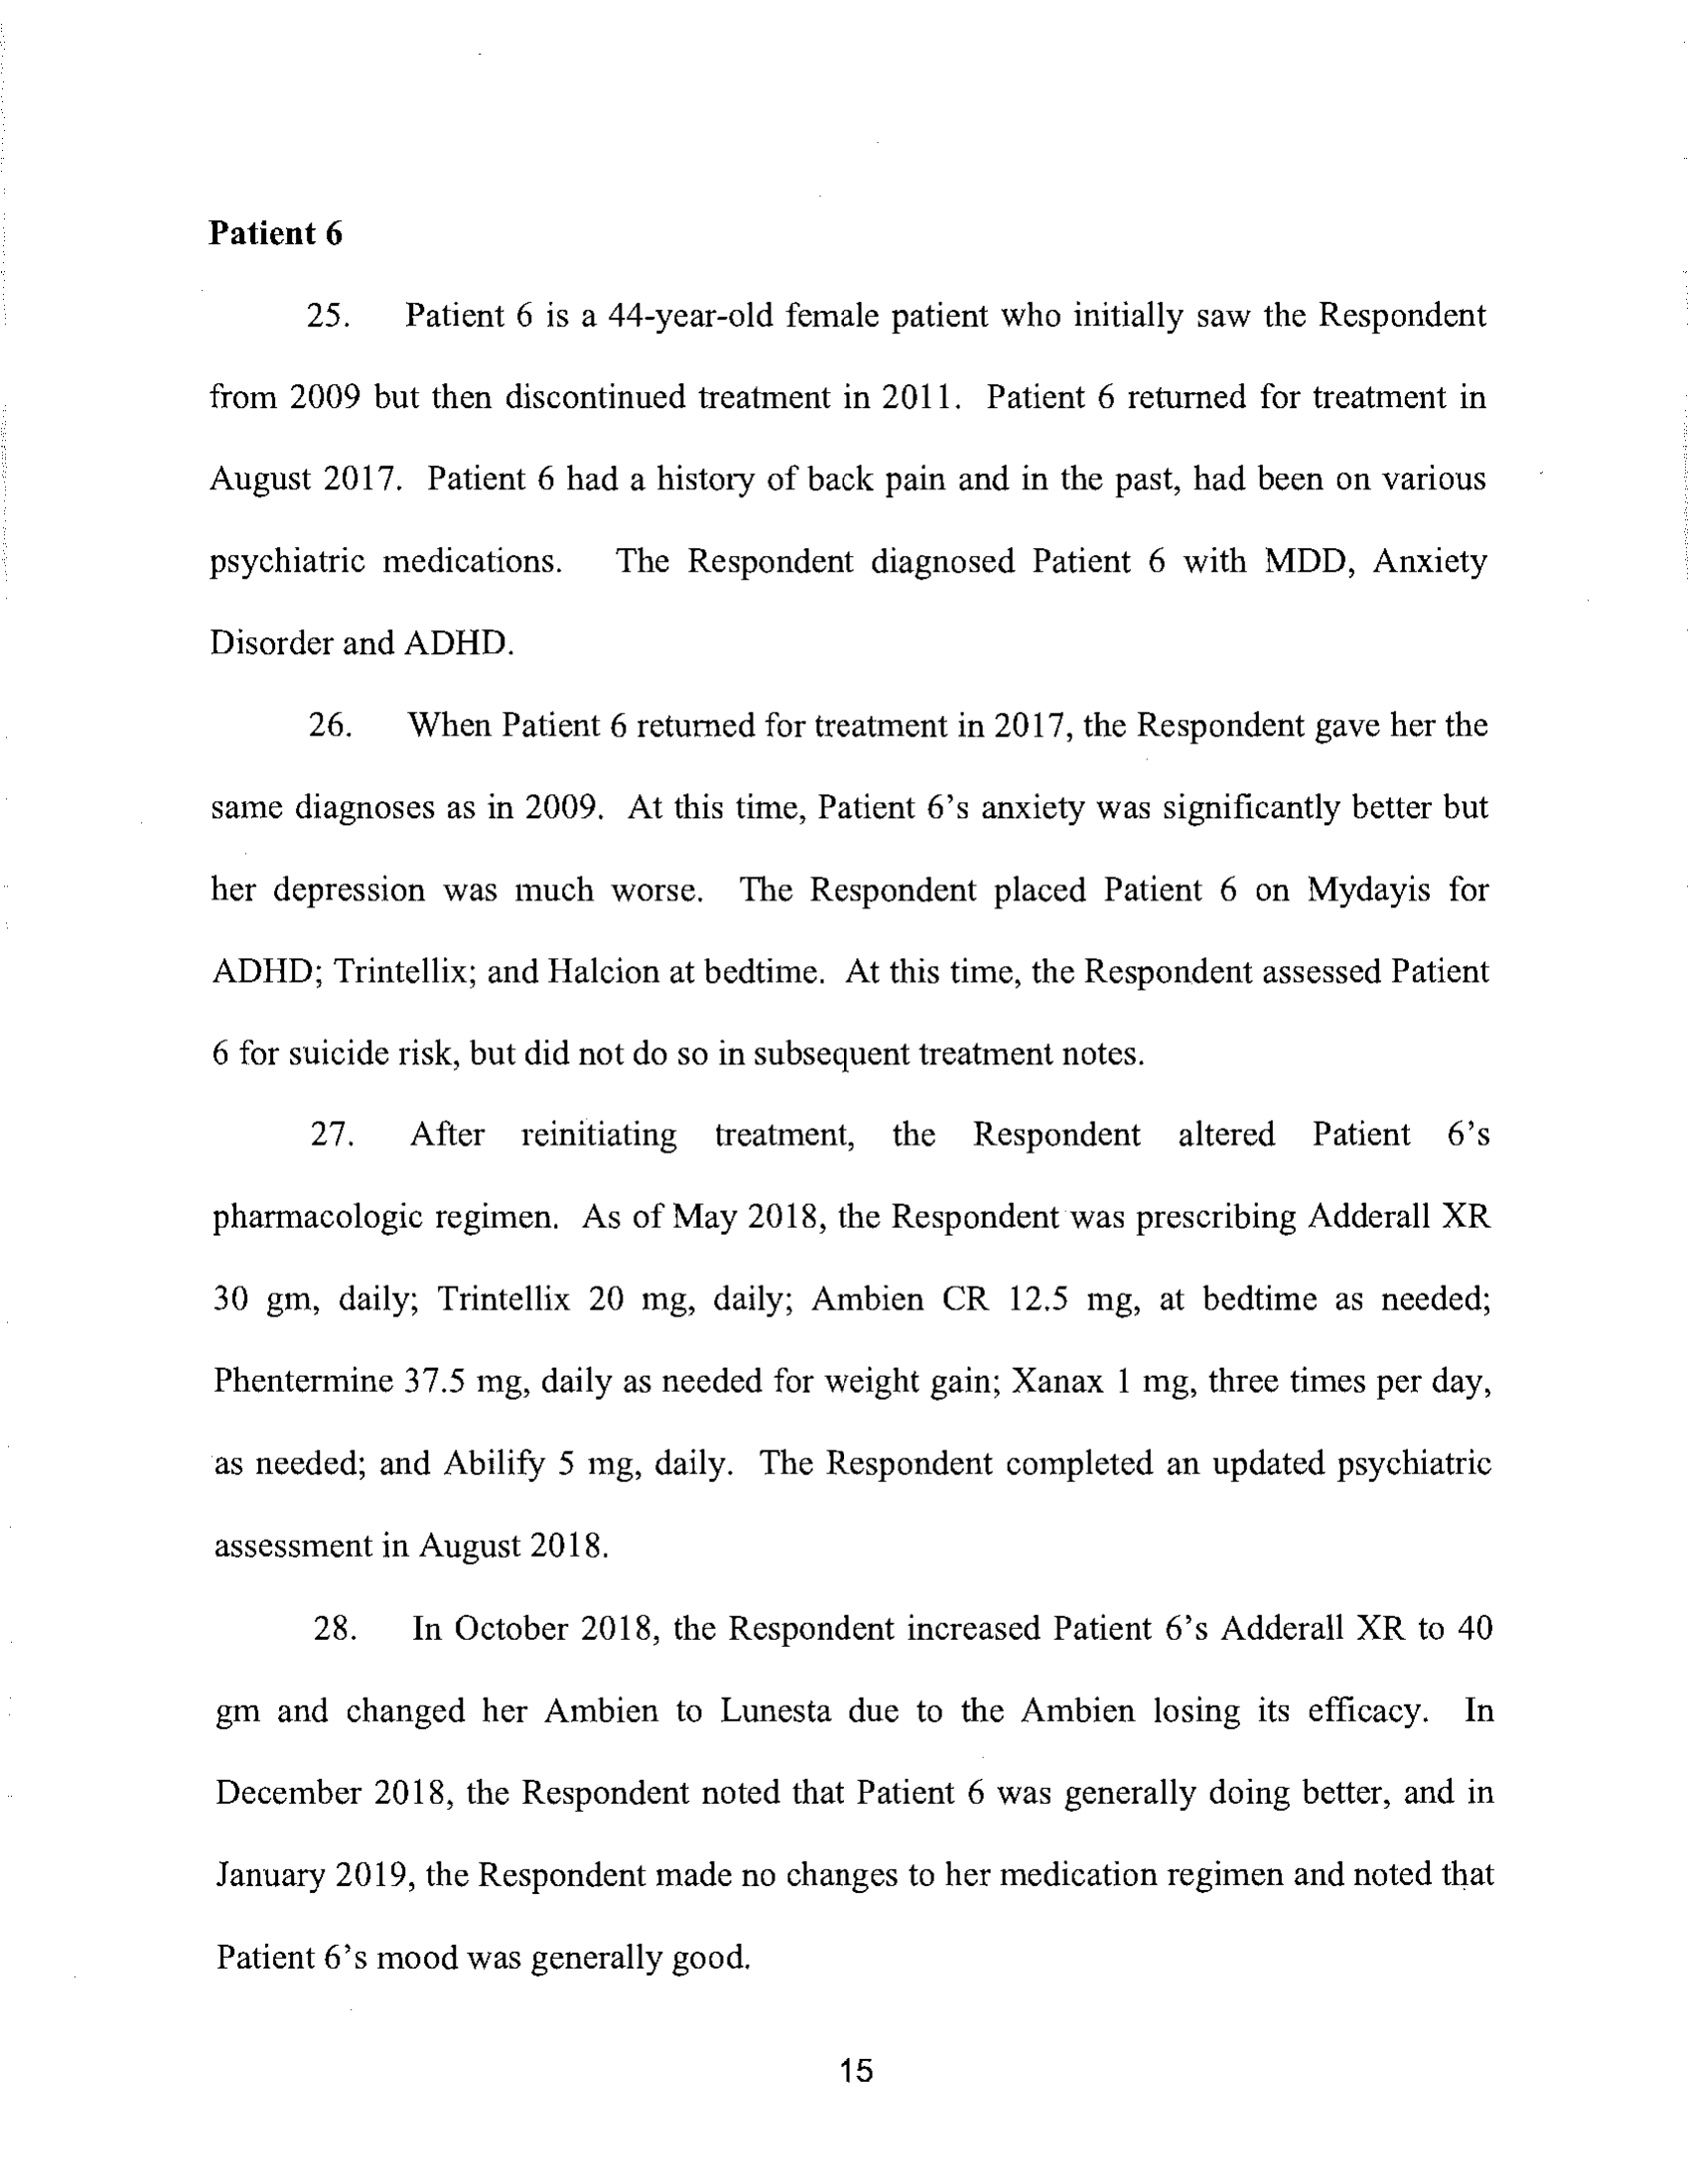 Patient 6
25. Patient 6 is a 44-year-old female patient who initially saw the Respondent
from 2009 but then discontinued treatment in 2011. Patient 6 returned for treatment in
August 2017. Patient 6 had a history of back pain and in the past, had been on various
psychiatric medications. The Respondent diagnosed Patient 6 with MDD, Anxiety
Disorder and ADHD.
26. When Patient 6 returned for treatment in 2017, the Respondent gave her the
same diagnoses as in 2009. At this time, Patient 6's anxiety was significantly better but
her depression was much worse. The Respondent placed Patient 6 on Mydayis for
ADHD; Trintellix; and Halcion at bedtime. At this time, the Respondent assessed Patient
6 for suicide risk, but did not do so in subsequent treatment notes.
27. After reinitiating treatment, the Respondent altered Patient 6's
pharmacologic regimen. As of May 2018, the Respondent was prescribing Adderall XR
30 gm, daily; Trintellix 20 mg, daily; Ambien CR 12.5 mg, at bedtime as needed;
Phentermine 37.5 mg, daily as needed for weight gain; Xanax 1 mg, three times per day,
as needed; and Abilify 5 mg, daily. The Respondent completed an updated psychiatric
assessment in August 2018.
28. In October 2018, the Respondent increased Patient 6's Adderall XR to 40
gm and changed her Ambien to Lunesta due to the Ambien losing its efficacy. In
December 2018, the Respondent noted that Patient 6 was generally doing better, and in
January 2019, the Respondent made no changes to her medication regimen and noted that
Patient 6's mood was generally good.
15